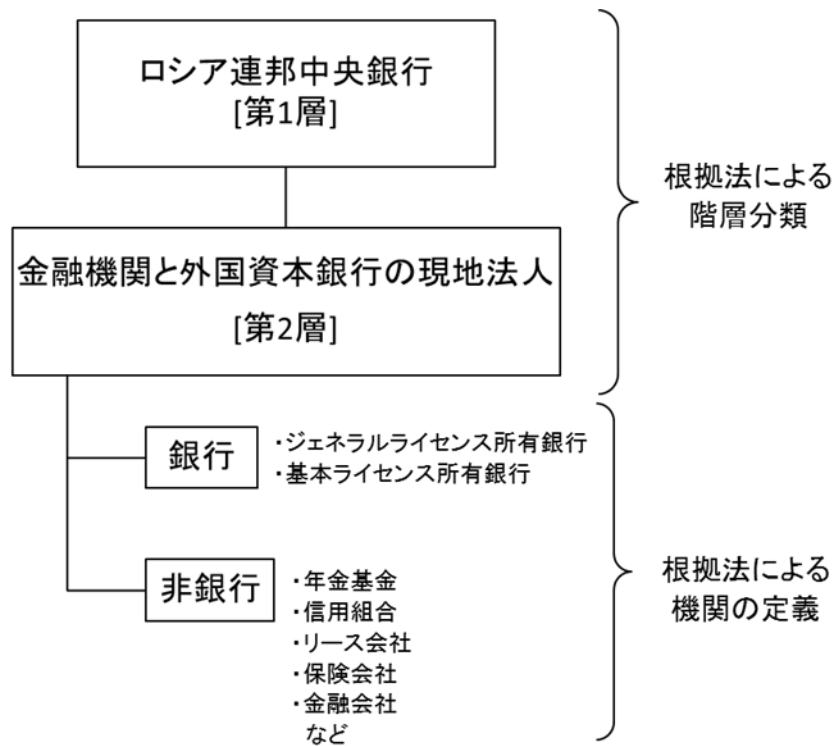 ロシア連邦中央銀行
[第1層]
根拠法による
階層分類
金融機関と外国資本銀行の現地法人
[第2層]
銀行
・ジェネラルライセンス所有銀行
・基本ライセンス所有銀行
非銀行
・年金基金
・信用組合
・リース会社
・保険会社
・金融会社
など
根拠法による
機関の定義